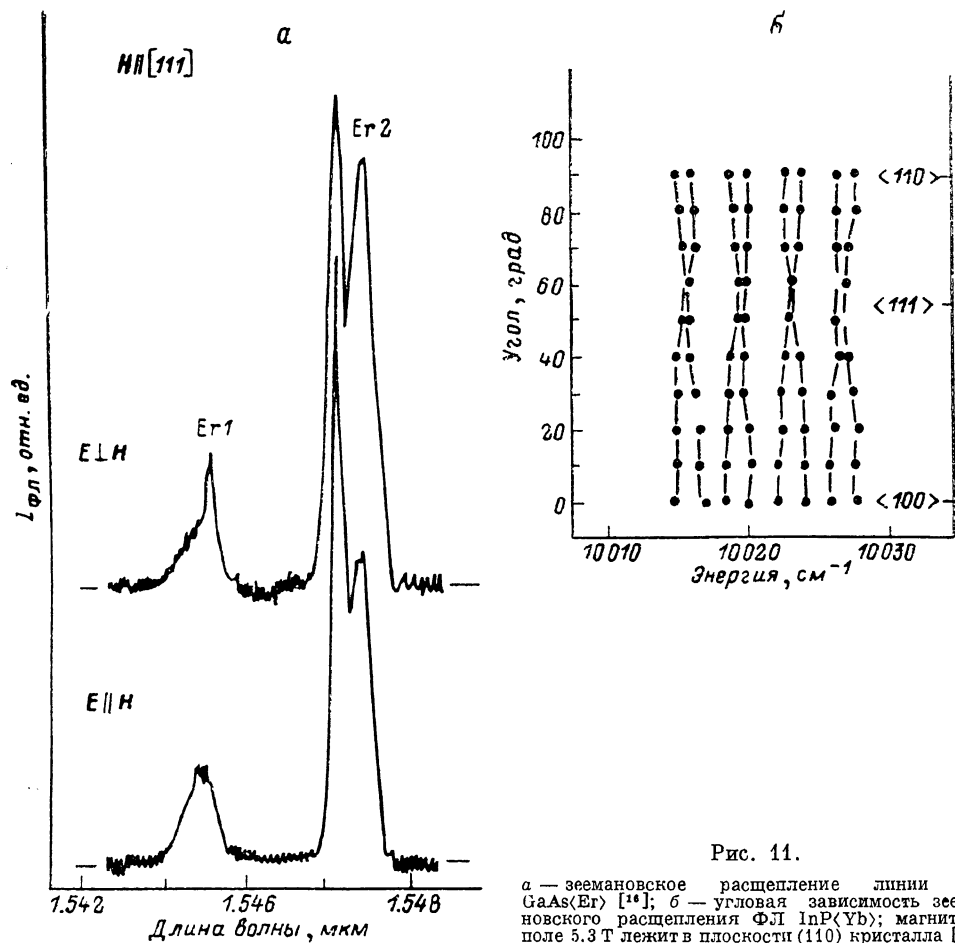 а
H||[111]
Er2
Er1
E⊥H
E||H
I фл, отн. ед.
1.542
1.546
1.548
Длина волны, мкм
б
100
80
60
40
20
0
Угол, град
<110>
<111>
<100>
10010
10020
10030
Энергия, см⁻¹
Рис. 11.
а — зеемановское расщепление линии
GaAs⟨Er⟩ [¹⁶]; б — угловая зависимость зее
новского расщепления ФЛ InP⟨Yb⟩; магнит
поле 5.3 Т лежит в плоскости (110) кристалла [